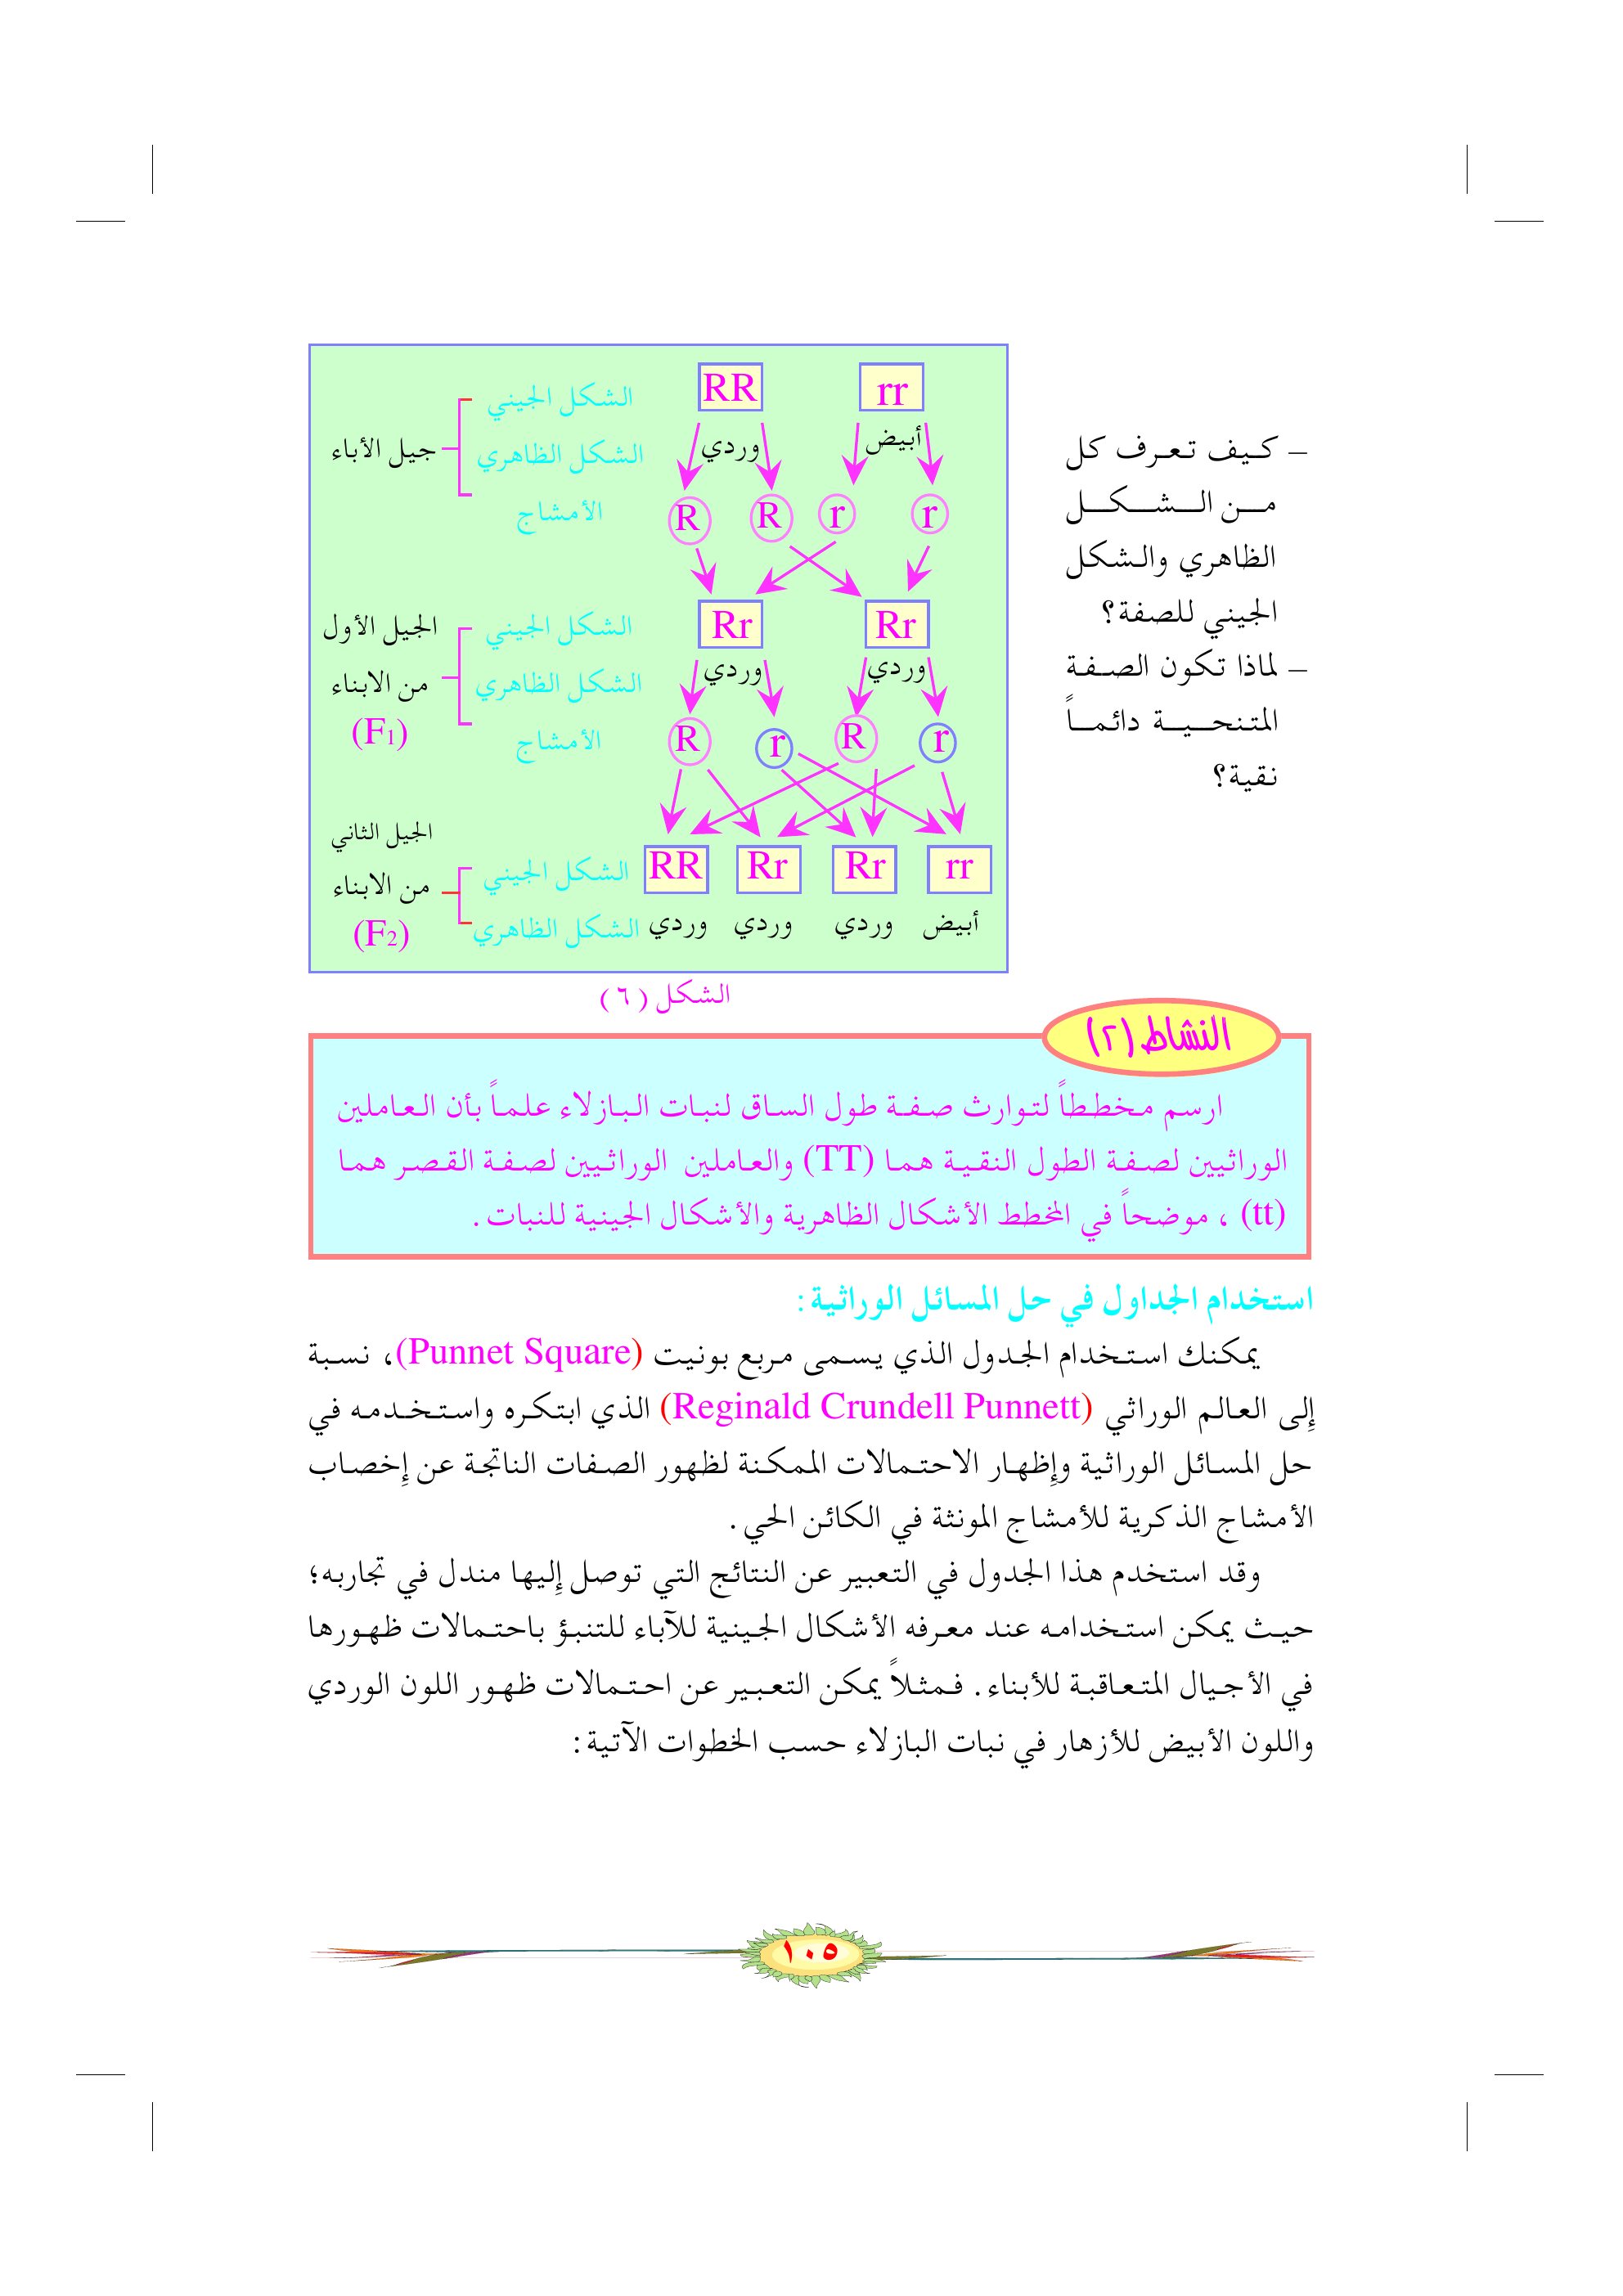 – كيف تعرف كل
من الشكل
الظاهري والشكل
الجيني للصفة؟
– لماذا تكون الصفة
المتنحية دائماً
نقية؟
جيل الأباء
الشكل الجيني RR rr
الشكل الظاهري وردي أبيض
الأمشاج R R r r
الجيل الأول
من الابناء
(F1)
الشكل الجيني Rr Rr
الشكل الظاهري وردي وردي
الأمشاج R r R r
الجيل الثاني
من الابناء
(F2)
الشكل الجيني RR Rr Rr rr
الشكل الظاهري وردي وردي وردي أبيض
الشكل (٦)
النشاط (٢)
ارسم مخططاً لتوارث صفة طول الساق لنبات البازلاء علماً بأن العاملين
الوراثيين لصفة الطول النقية هما (TT) والعاملين الوراثيين لصفة القصر هما
(tt) ، موضحاً في المخطط الأشكال الظاهرية والأشكال الجينية للنبات.
استخدام الجداول في حل المسائل الوراثية:
يمكنك استخدام الجدول الذي يسمى مربع بونيت (Punnet Square)، نسبة
إلى العالم الوراثي (Reginald Crundell Punnett) الذي ابتكره واستخدمه في
حل المسائل الوراثية وإظهار الاحتمالات الممكنة لظهور الصفات الناتجة عن إخصاب
الأمشاج الذكرية للأمشاج المونثة في الكائن الحي.
وقد استخدم هذا الجدول في التعبير عن النتائج التي توصل إليها مندل في تجاربه؛
حيث يمكن استخدامه عند معرفه الأشكال الجينية للآباء للتنبؤ باحتمالات ظهورها
في الأجيال المتعاقبة للأبناء. فمثلاً يمكن التعبير عن احتمالات ظهور اللون الوردي
واللون الأبيض للأزهار في نبات البازلاء حسب الخطوات الآتية:
١٠٥